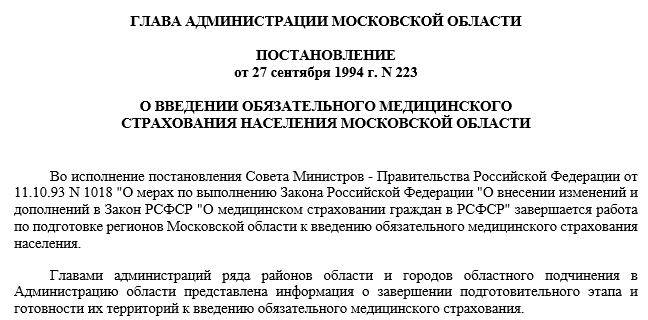 ГЛАВА АДМИНИСТРАЦИИ МОСКОВСКОЙ ОБЛАСТИ
ПОСТАНОВЛЕНИЕ
от 27 сентября 1994 г. N 223
О ВВЕДЕНИИ ОБЯЗАТЕЛЬНОГО МЕДИЦИНСКОГО
СТРАХОВАНИЯ НАСЕЛЕНИЯ МОСКОВСКОЙ ОБЛАСТИ
Во исполнение постановления Совета Министров - Правительства Российской Федерации от
11.10.93 N 1018 "О мерах по выполнению Закона Российской Федерации "О внесении изменений и
дополнений в Закон РСФСР "О медицинском страховании граждан в РСФСР" завершается работа
по подготовке регионов Московской области к введению обязательного медицинского страхования
населения.
Главами администраций ряда районов области и городов областного подчинения в
Администрацию области представлена информация о завершении подготовительного этапа и
готовности их территорий к введению обязательного медицинского страхования.